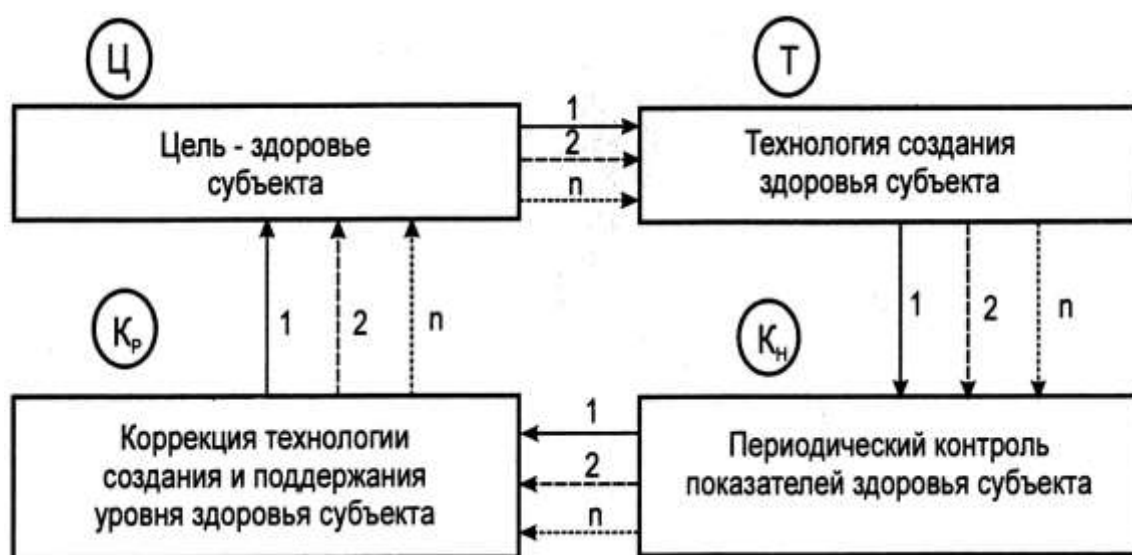 Ц
Т
Цель - здоровье
субъекта
1
2
n
Технология создания
здоровья субъекта
1
2
n
1
2
n
Кр
Кн
Коррекция технологии
создания и поддержания
уровня здоровья субъекта
1
2
n
Периодический контроль
показателей здоровья субъекта